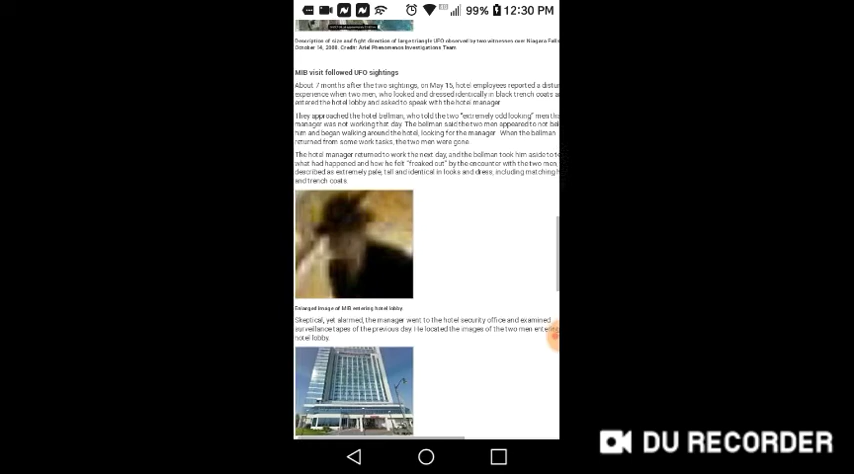 99% 12:30 PM
Description of size and flight direction of large triangle UFO observed by two witnesses over Niagara Falls
October 14, 2008. Credit: Ariel Phenomenon Investigations Team
MIB visit followed UFO sightings
About 7 months after the two sightings, on May 15, hotel employees reported a
experience when two men, who looked and dressed identically in black trench coats a
entered the hotel lobby and asked to speak with the hotel manager
They approached the hotel bellman, who told the two "extremely odd looking" men
manager was not working that day. The bellman said the two men appeared to not
him and began walking around the hotel, looking for the manager. When the bellman
returned from some work tasks, the two men were gone.
The hotel manager returned to work the next day, and the bellman took him aside to
what had happened and how he felt "freaked out" by the encounter with the two men,
described as extremely pale, tall and identical in looks and dress, including matching
and trench coats.
Enlarged image of MIB entering hotel lobby.
Skeptical, yet alarmed, the manager went to the hotel security office and examined
surveillance tapes of the previous day. He located the images of the two men entering
hotel lobby.
DU RECORDER